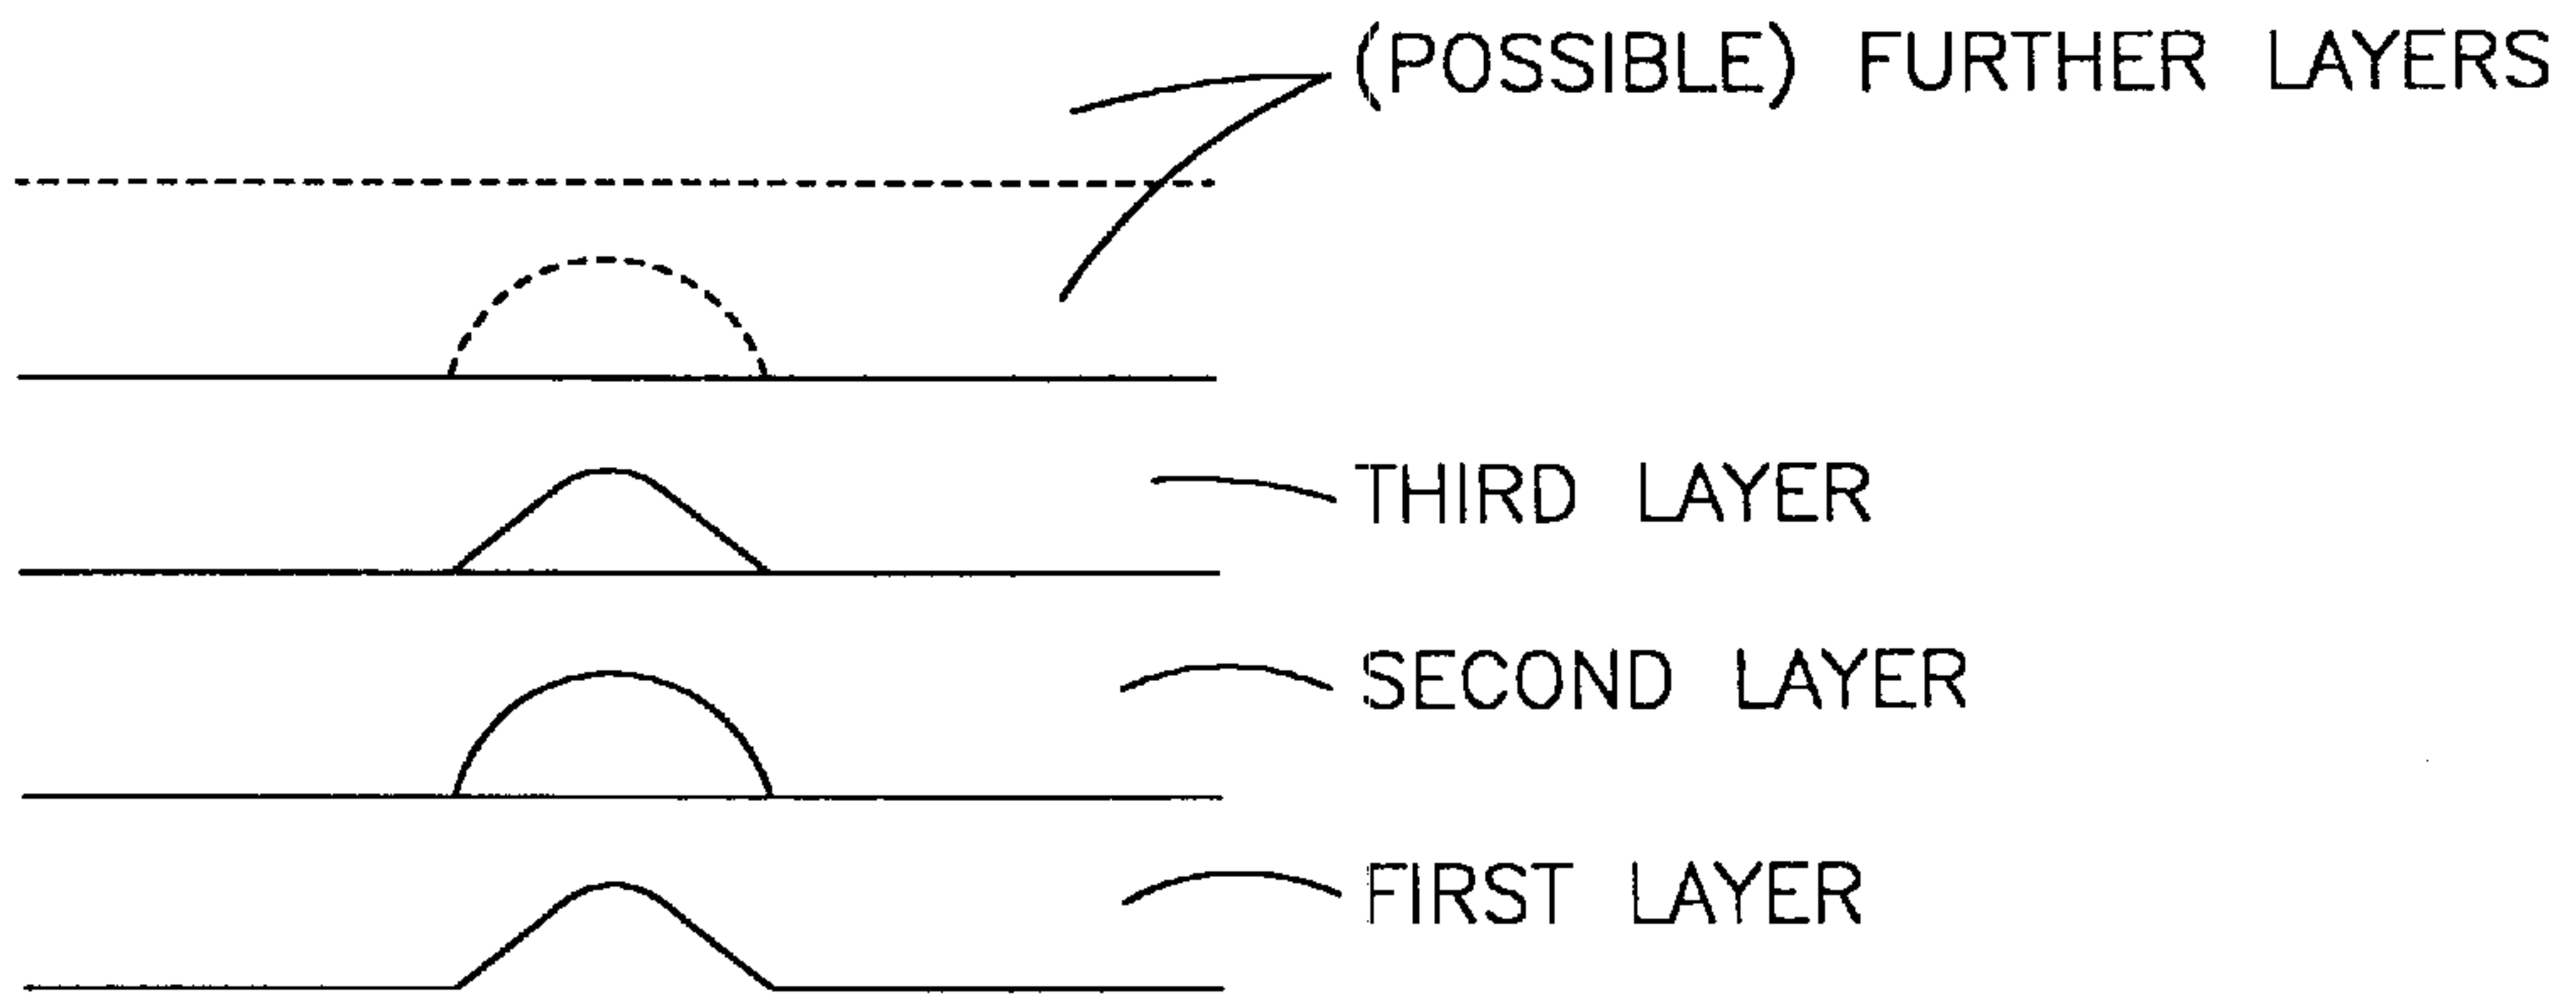 (POSSIBLE) FURTHER LAYERS
THIRD LAYER
SECOND LAYER
FIRST LAYER